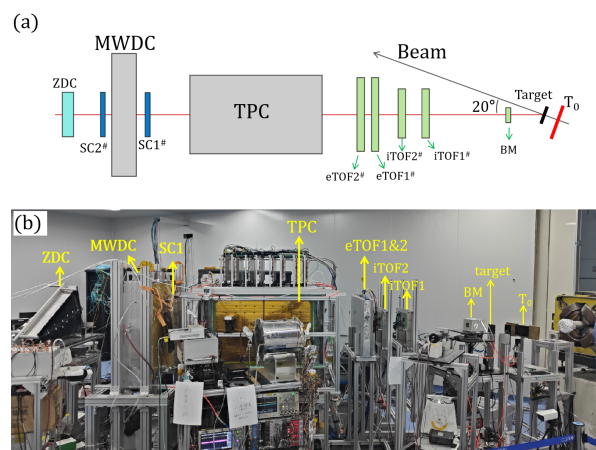 (a)
MWDC
Beam
ZDC
Target
T0
20°
TPC
SC2#
SC1#
iTOF2#
iTOF1#
BM
eTOF2#
eTOF1#
(b)
TPC
SC1
eTOF1&2
MWDC
iTOF2
target
ZDC
iTOF1
BM
T0